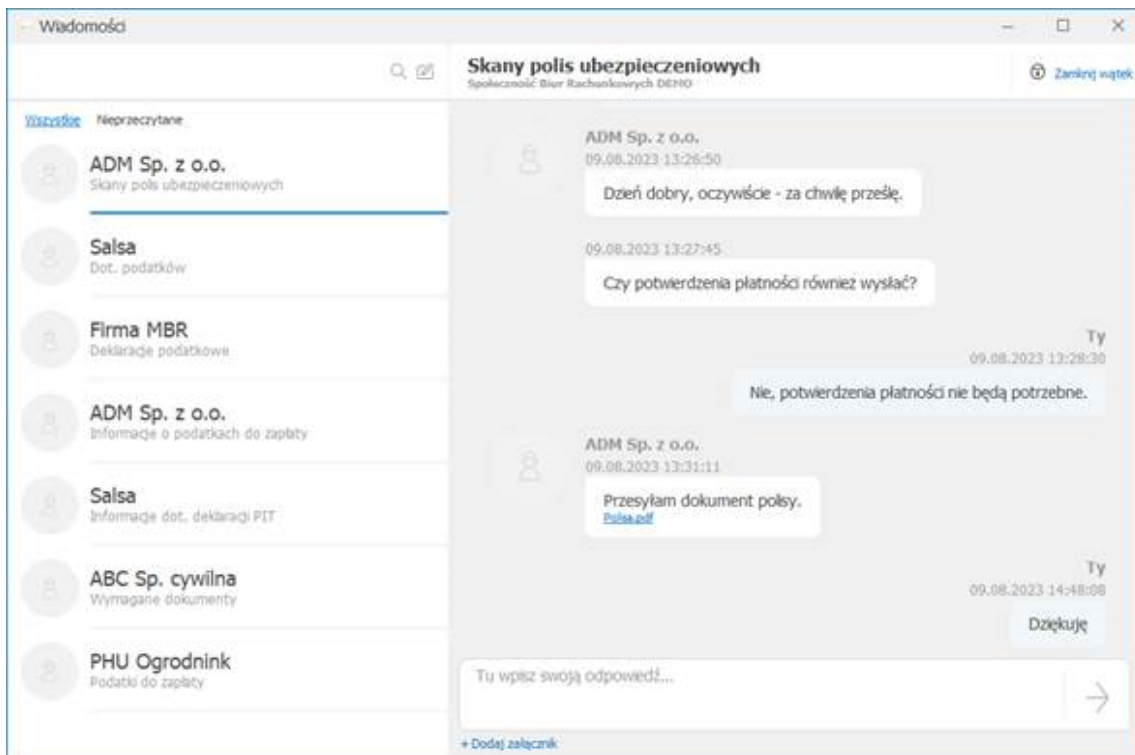 Wiadomości
Skany polis ubezpieczeniowych
Społeczność Biur Rachunkowych DEMO
Zamknij wątek
Wszystkie Nieprzeczytane
ADM Sp. z o.o.
Skany polis ubezpieczeniowych
Salsa
Dot. podatków
Firma MBR
Deklaracje podatkowe
ADM Sp. z o.o.
Informacje o podatkach do zapłaty
Salsa
Informacje dot. deklaracji PIT
ABC Sp. cywilna
Wymagane dokumenty
PHU Ogrodnink
Podatki do zapłaty
ADM Sp. z o.o.
09.08.2023 13:26:50
Dzień dobry, oczywiście - za chwilę prześlę.
09.08.2023 13:27:45
Czy potwierdzenia płatności również wysłać?
Ty
09.08.2023 13:28:30
Nie, potwierdzenia płatności nie będą potrzebne.
ADM Sp. z o.o.
09.08.2023 13:31:11
Przesyłam dokument polisy.
Polisa.pdf
Ty
09.08.2023 14:48:08
Dziękuję
Tu wpisz swoją odpowiedź...
+ Dodaj załącznik